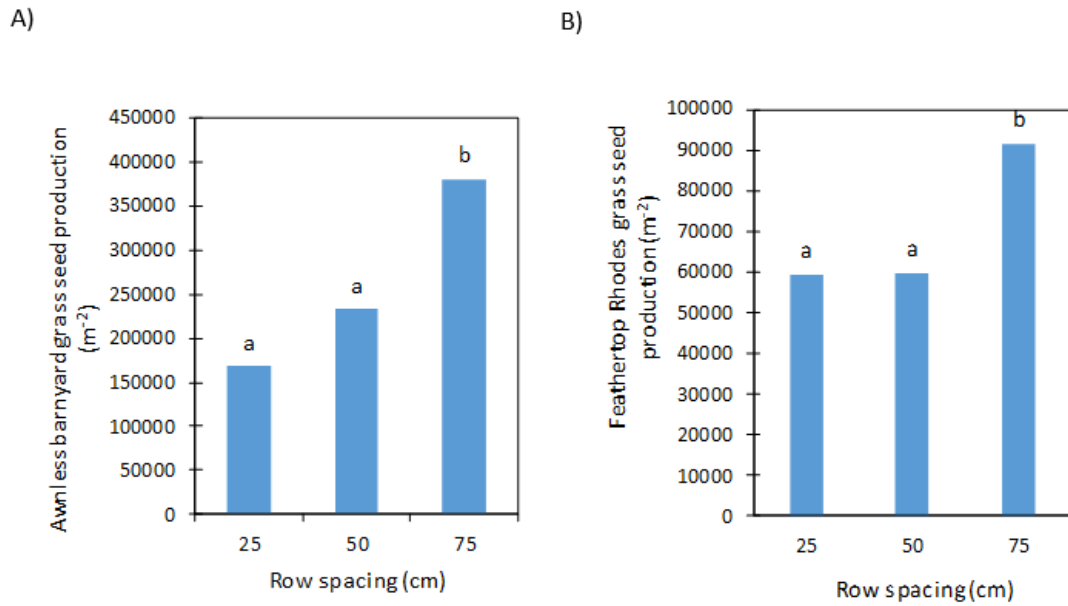 A)
Awnless barnyard grass seed production
(m-2)
450000
400000
350000
300000
250000
200000
150000
100000
50000
0
a
a
b
25 50 75
Row spacing (cm)
B)
Feathertop Rhodes grass seed
production (m-2)
100000
90000
80000
70000
60000
50000
40000
30000
20000
10000
0
a
a
b
25 50 75
Row spacing (cm)